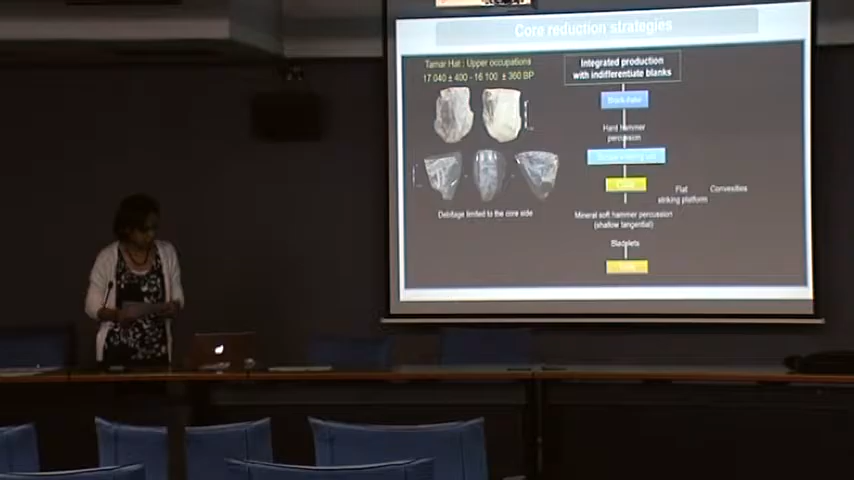 Core reduction strategies
Tamar Hat : Upper occupations
17 040 ± 400 - 16 100 ± 360 BP
Integrated production
with indifferentiate blanks
Hard hammer
percussion
Flat
striking platform
Convexities
Debitage limited to the core side
Mineral soft hammer percussion
(shallow tangential)
Bladelets